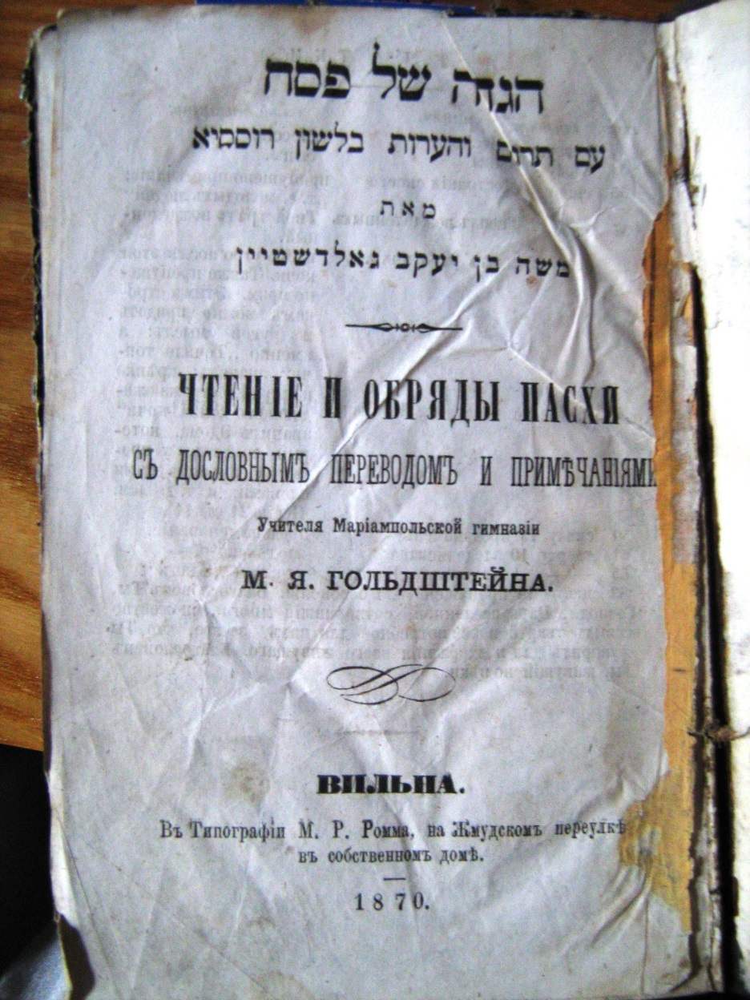 הגדה של פסח
עם תרגום והערות בלשון רוססיא
מאת
משה בן יעקב גאלדשטיין
ЧТЕНІЕ И ОБРЯДЫ ПАСХИ
СЪ ДОСЛОВНЫМЪ ПЕРЕВОДОМЪ И ПРИМѢЧАНІЯМИ
Учителя Маріампольской гимназіи
М. Я. ГОЛЬДШТЕЙНА.
ВИЛЬНА.
Въ Типографіи М. Р. Ромма, на Жмудскомъ переулкѣ
въ собственномъ домѣ.
1870.